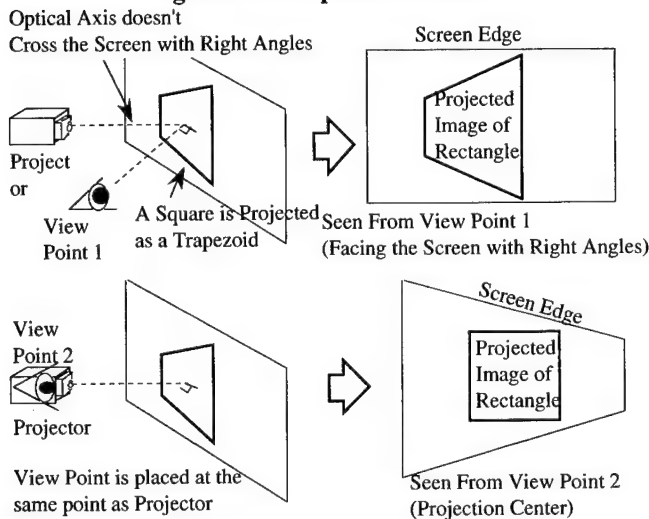 Optical Axis doesn't
Cross the Screen with Right Angles
Screen Edge
Project
or
View
Point 1
A Square is Projected
as a Trapezoid
Projected
Image of
Rectangle
Seen From View Point 1
(Facing the Screen with Right Angles)
View
Point 2
Projector
View Point is placed at the
same point as Projector
Screen Edge
Projected
Image of
Rectangle
Seen From View Point 2
(Projection Center)